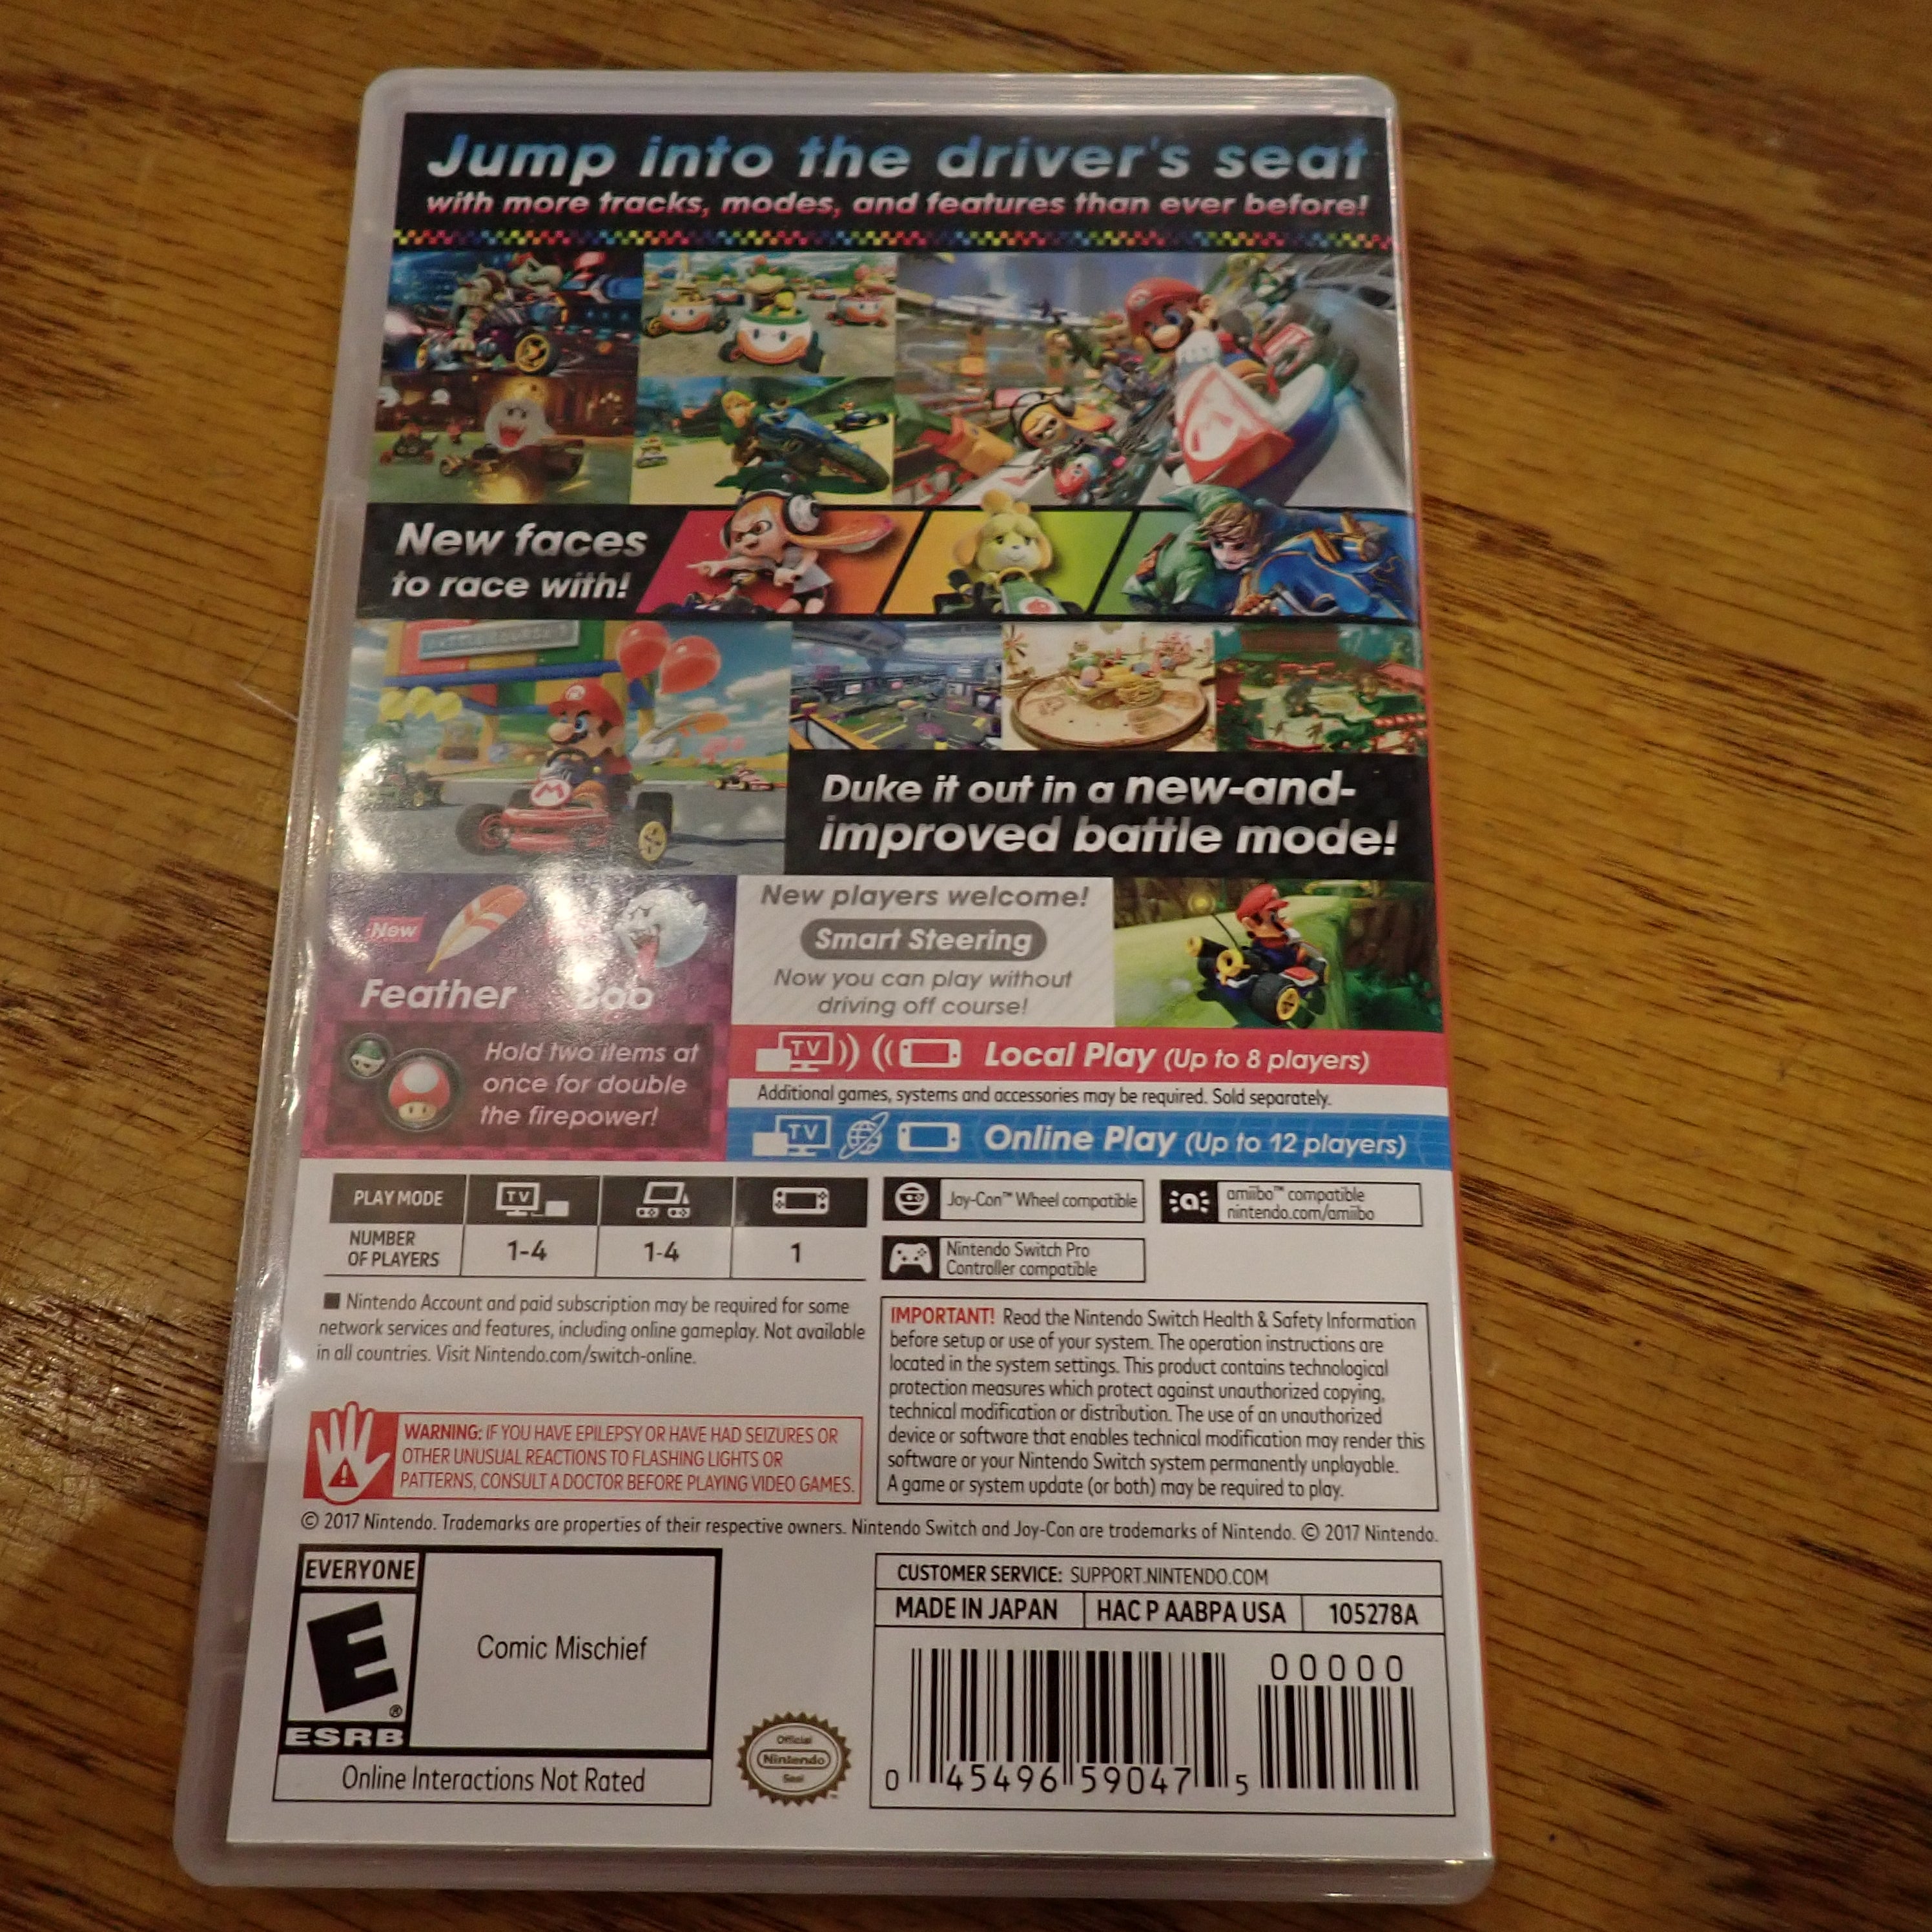 Jump into the driver's seat
with more tracks, modes, and features than ever before!
New faces
to race with!
Duke it out in a new-and-
improved battle mode!
New
Feather
Boo
Hold two items at
once for double
the firepower!
New players welcome!
Smart Steering
Now you can play without
driving off course!
TV
Local Play (Up to 8 players)
Additional games, systems and accessories may be required. Sold separately.
TV
Online Play (Up to 12 players)
PLAY MODE
TV
NUMBER
OF PLAYERS
1-4
1-4
1
Joy-Con™ Wheel compatible
amiibo™ compatible
nintendo.com/amiibo
Nintendo Switch Pro
Controller compatible
■ Nintendo Account and paid subscription may be required for some
network services and features, including online gameplay. Not available
in all countries. Visit Nintendo.com/switch-online.
WARNING: IF YOU HAVE EPILEPSY OR HAVE HAD SEIZURES OR
OTHER UNUSUAL REACTIONS TO FLASHING LIGHTS OR
PATTERNS, CONSULT A DOCTOR BEFORE PLAYING VIDEO GAMES.
IMPORTANT! Read the Nintendo Switch Health & Safety Information
before setup or use of your system. The operation instructions are
located in the system settings. This product contains technological
protection measures which protect against unauthorized copying,
technical modification or distribution. The use of an unauthorized
device or software that enables technical modification may render this
software or your Nintendo Switch system permanently unplayable.
A game or system update (or both) may be required to play.
© 2017 Nintendo. Trademarks are properties of their respective owners. Nintendo Switch and Joy-Con are trademarks of Nintendo. © 2017 Nintendo.
EVERYONE
E
®
ESRB
Comic Mischief
Online Interactions Not Rated
Official
Nintendo
Seal
CUSTOMER SERVICE: SUPPORT.NINTENDO.COM
MADE IN JAPAN
HAC P AABPA USA
105278A
00000
0 45496 59047 5